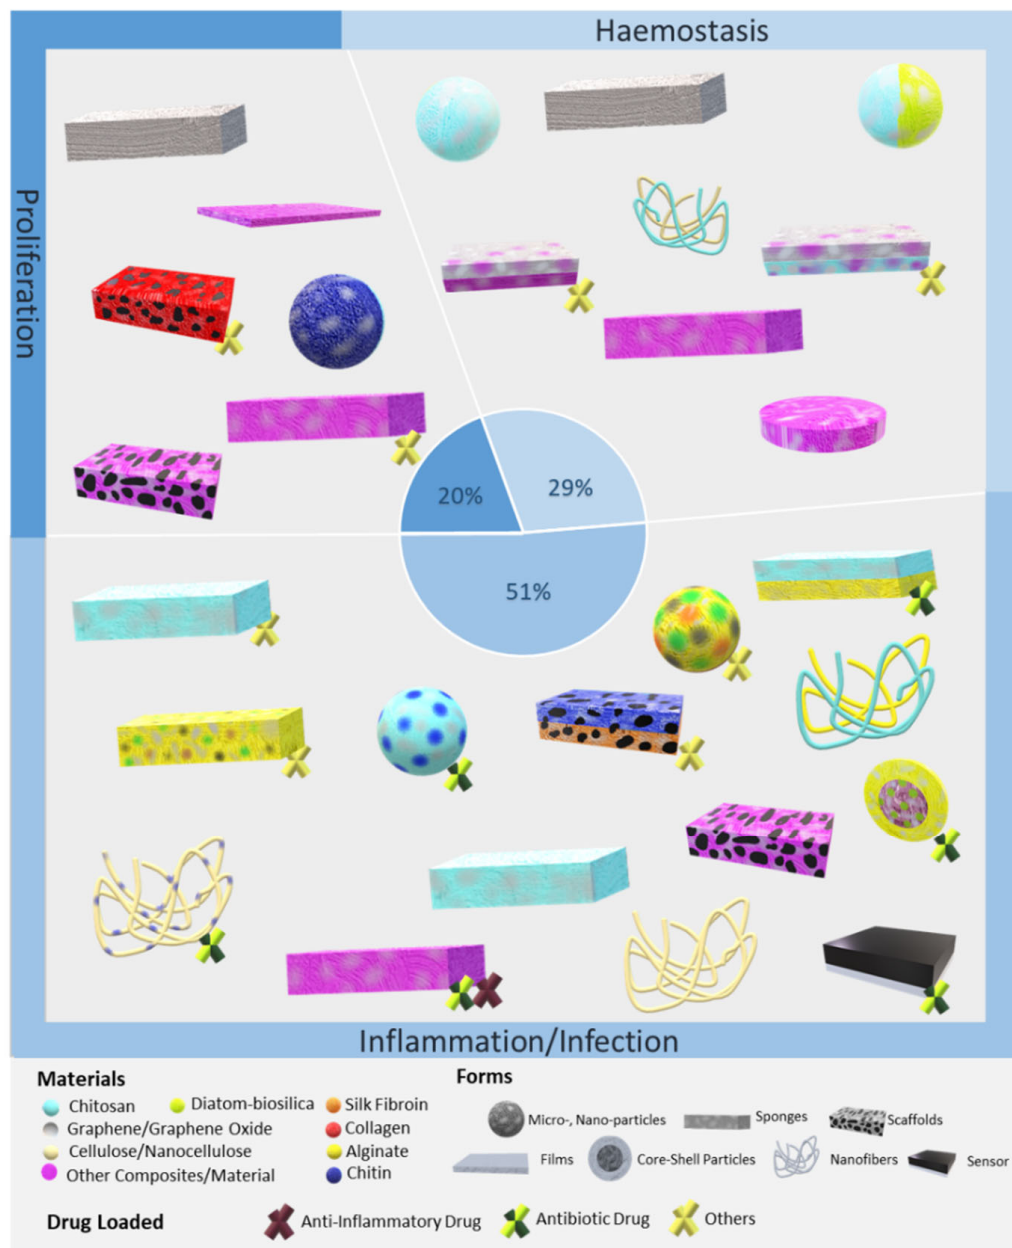 Haemostasis
Proliferation
20%
29%
51%
Inflammation/Infection
Materials
Chitosan
Diatom-biosilica
Silk Fibroin
Graphene/Graphene Oxide
Collagen
Cellulose/Nanocellulose
Alginate
Other Composites/Material
Chitin
Forms
Micro-, Nano-particles
Sponges
Scaffolds
Films
Core-Shell Particles
Nanofibers
Sensor
Drug Loaded
Anti-Inflammatory Drug
Antibiotic Drug
Others